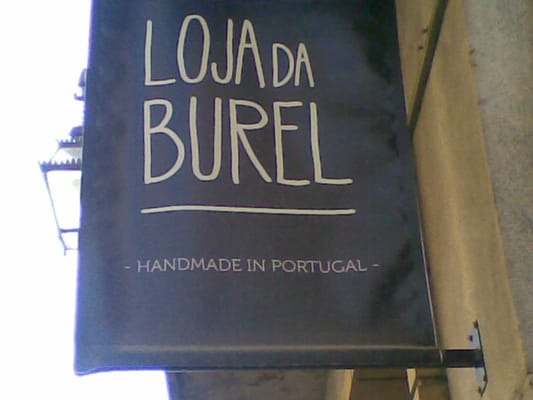 LOJA DA
BUREL
- HANDMADE IN PORTUGAL -